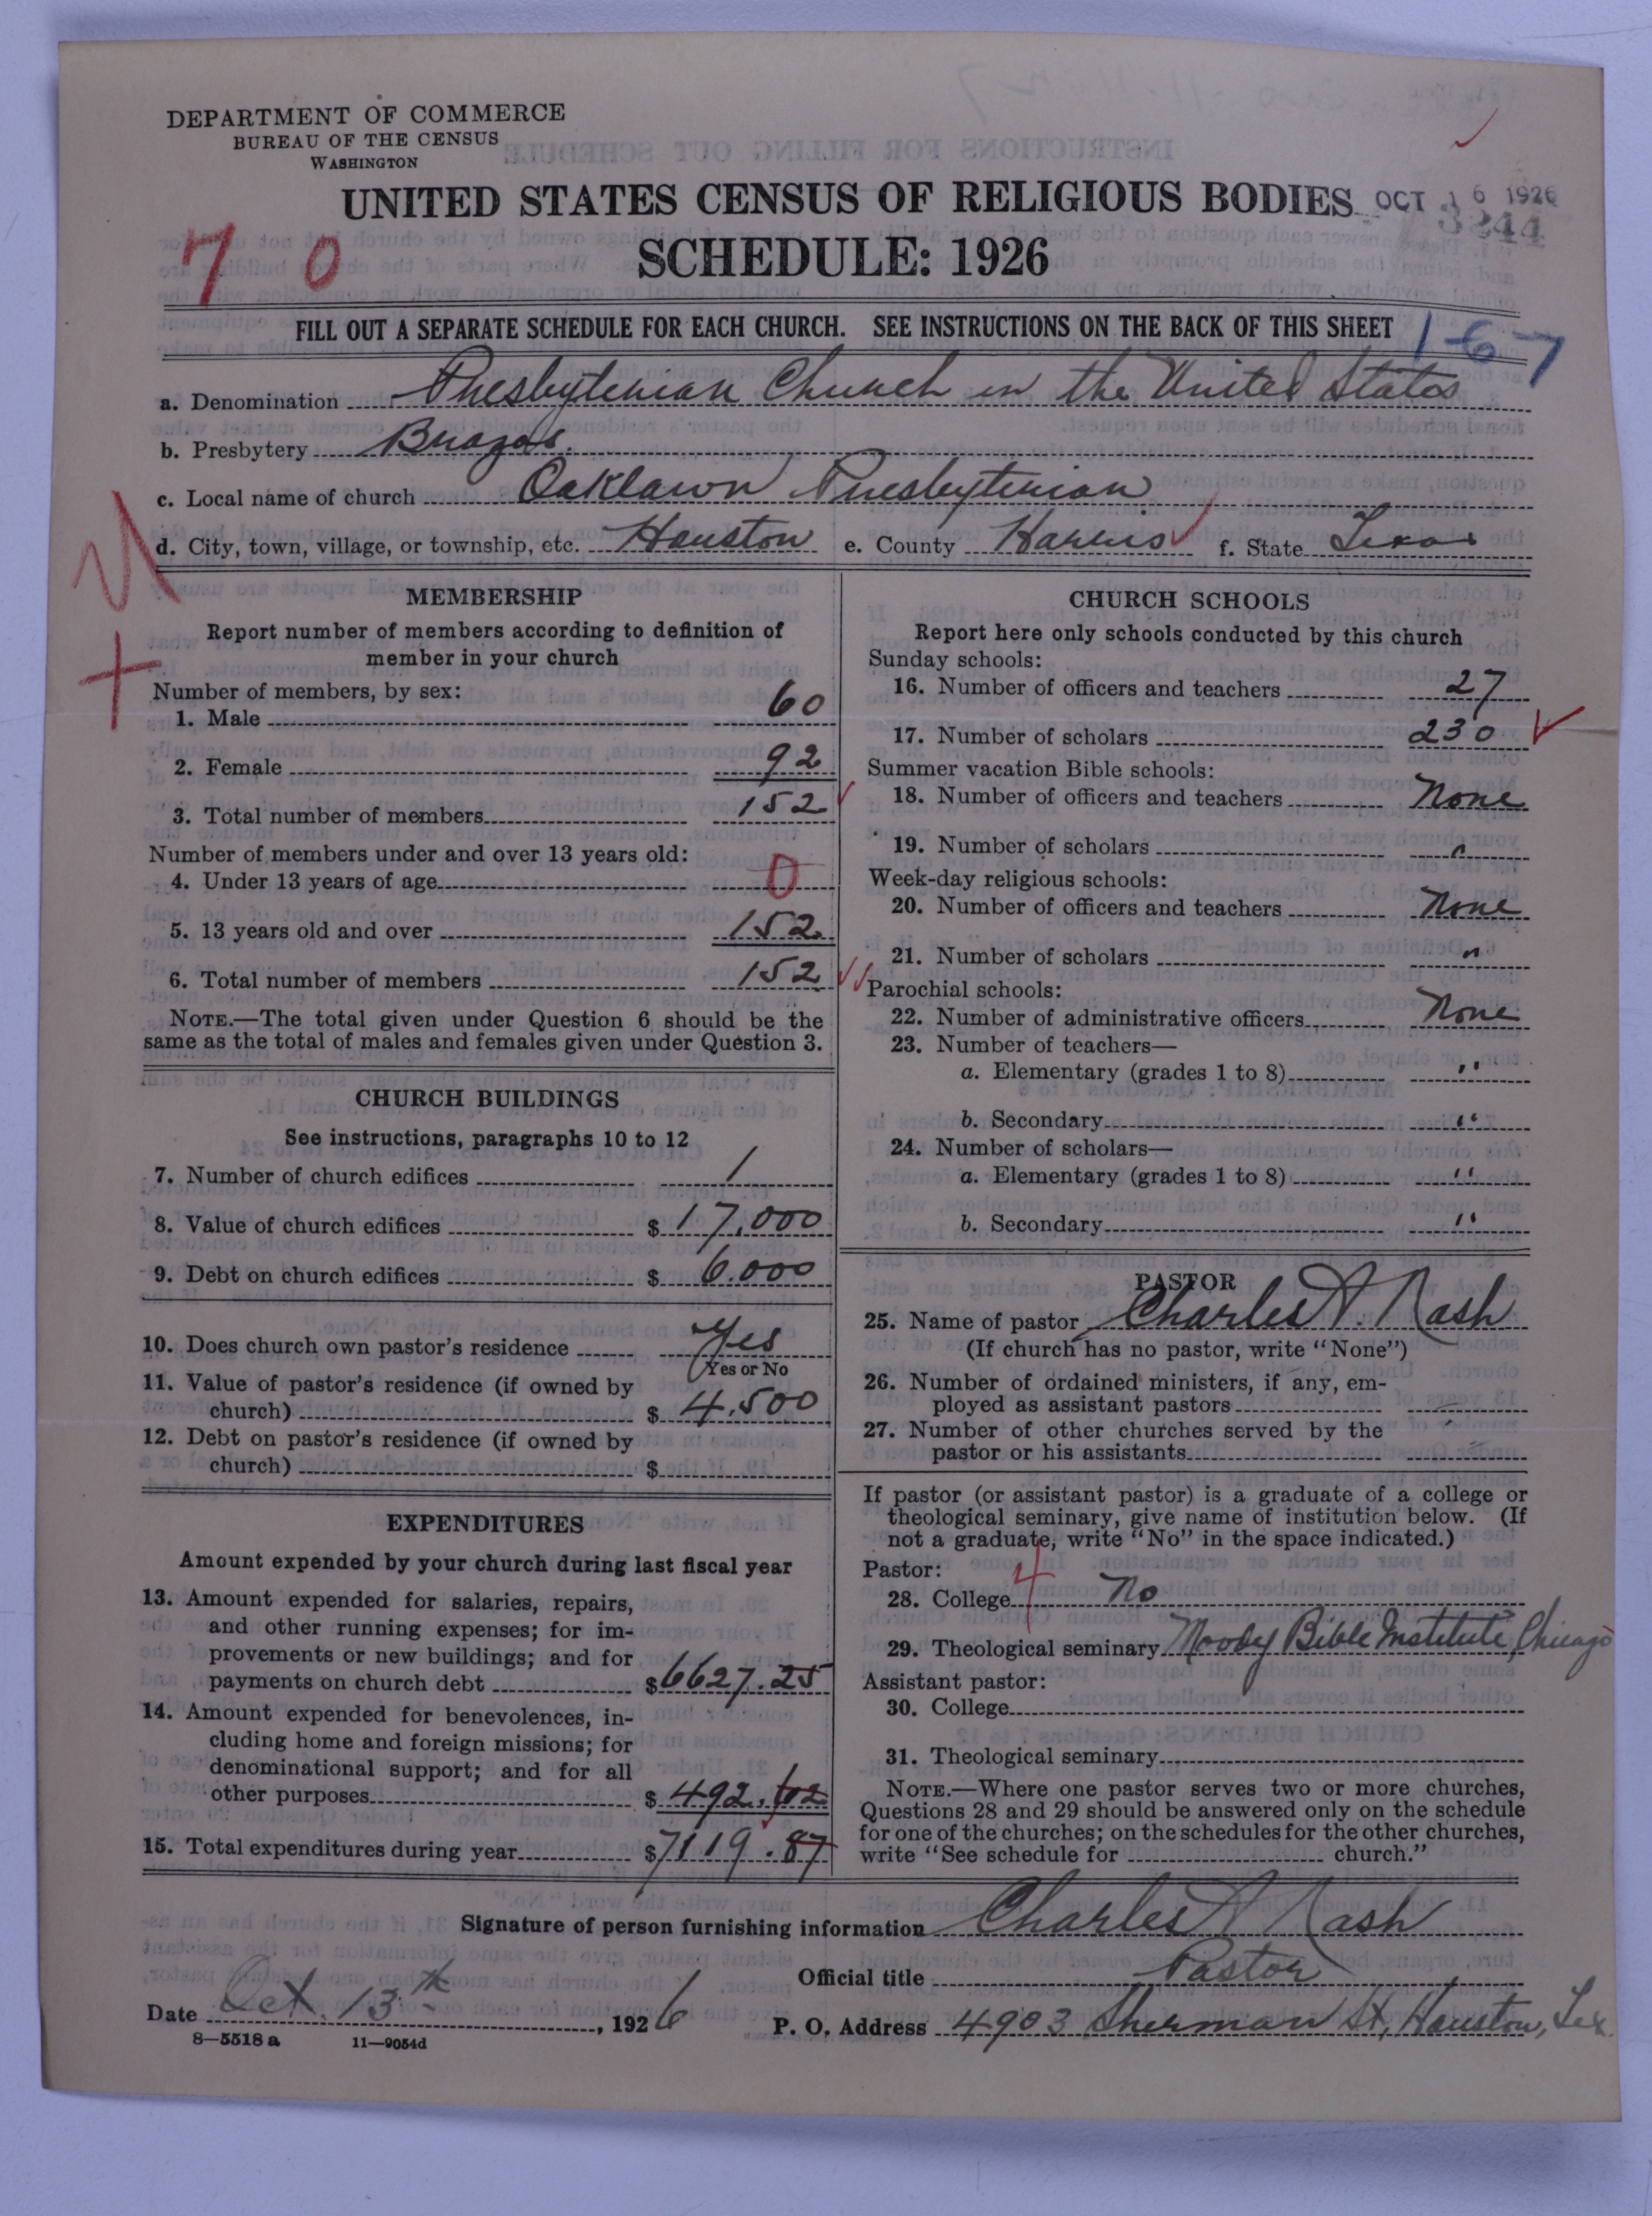 DEPARTMENT OF COMMERCE
BUREAU OF THE CENSUS
WASHINGTON
UNITED STATES CENSUS OF RELIGIOUS BODIES OCT 16 1926
3244
7 0
SCHEDULE: 1926
FILL OUT A SEPARATE SCHEDULE FOR EACH CHURCH. SEE INSTRUCTIONS ON THE BACK OF THIS SHEET
1-6-7
a. Denomination Presbyterian Church in the United States
b. Presbytery Brazos.
c. Local name of church Oaklawn Presbyterian
d. City, town, village, or township, etc. Houston e. County Harris f. State Texas
MEMBERSHIP
Report number of members according to definition of
member in your church
Number of members, by sex:
1. Male 60
2. Female 92
3. Total number of members 152
Number of members under and over 13 years old:
4. Under 13 years of age 0
5. 13 years old and over 152
6. Total number of members 152
NOTE.—The total given under Question 6 should be the
same as the total of males and females given under Question 3.
CHURCH BUILDINGS
See instructions, paragraphs 10 to 12
7. Number of church edifices 1
8. Value of church edifices $ 17,000
9. Debt on church edifices $ 6.000
10. Does church own pastor's residence Yes
Yes or No
11. Value of pastor's residence (if owned by
church) $ 4,500
12. Debt on pastor's residence (if owned by
church) $
EXPENDITURES
Amount expended by your church during last fiscal year
13. Amount expended for salaries, repairs,
and other running expenses; for im-
provements or new buildings; and for
payments on church debt $ 6627.25
14. Amount expended for benevolences, in-
cluding home and foreign missions; for
denominational support; and for all
other purposes $ 492.62
15. Total expenditures during year $ 7119.87
CHURCH SCHOOLS
Report here only schools conducted by this church
Sunday schools:
16. Number of officers and teachers 27
17. Number of scholars 230
Summer vacation Bible schools:
18. Number of officers and teachers None
19. Number of scholars "
Week-day religious schools:
20. Number of officers and teachers None
21. Number of scholars "
Parochial schools:
22. Number of administrative officers None
23. Number of teachers—
a. Elementary (grades 1 to 8) "
b. Secondary "
24. Number of scholars—
a. Elementary (grades 1 to 8) "
b. Secondary "
PASTOR
25. Name of pastor Charles A. Nash
(If church has no pastor, write "None")
26. Number of ordained ministers, if any, em-
ployed as assistant pastors
27. Number of other churches served by the
pastor or his assistants
If pastor (or assistant pastor) is a graduate of a college or
theological seminary, give name of institution below. (If
not a graduate, write "No" in the space indicated.)
Pastor:
28. College 4 No
29. Theological seminary Moody Bible Institute, Chicago
Assistant pastor:
30. College
31. Theological seminary
NOTE.—Where one pastor serves two or more churches,
Questions 28 and 29 should be answered only on the schedule
for one of the churches; on the schedules for the other churches,
write "See schedule for church."
Signature of person furnishing information Charles A Nash
Official title Pastor
Date Oct 13th, 1926 P. O. Address 4903 Sherman St, Houston, Tex.
8—5518 a 11—9054d